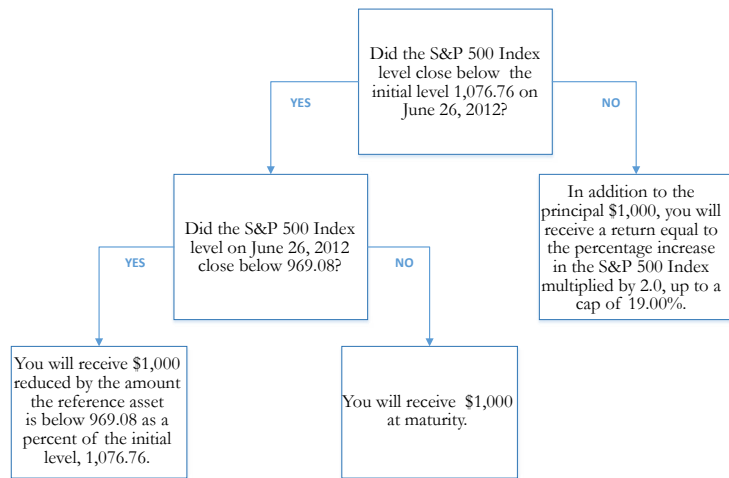 Did the S&P 500 Index
level close below the
initial level 1,076.76 on
June 26, 2012?
YES
NO
Did the S&P 500 Index
level on June 26, 2012
close below 969.08?
In addition to the
principal $1,000, you will
receive a return equal to
the percentage increase
in the S&P 500 Index
multiplied by 2.0, up to a
cap of 19.00%.
YES
NO
You will receive $1,000
reduced by the amount
the reference asset
is below 969.08 as a
percent of the initial
level, 1,076.76.
You will receive $1,000
at maturity.